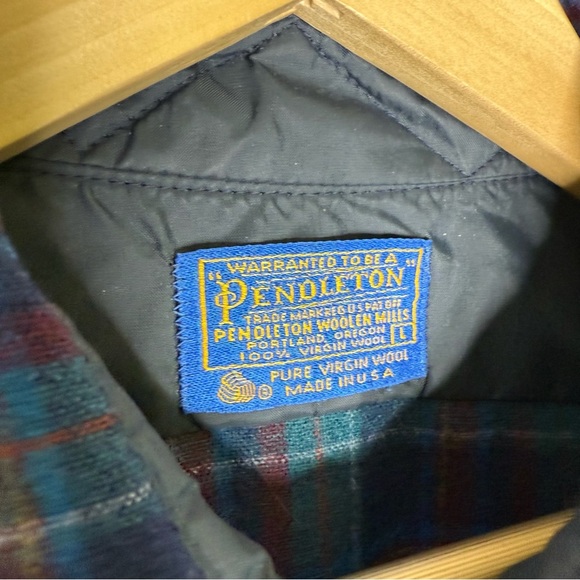 "WARRANTED TO BE A"
PENDLETON
TRADE MARK REG U S PAT OFF
PENDLETON WOOLEN MILLS
PORTLAND, OREGON
100% VIRGIN WOOL L
® PURE VIRGIN WOOL
MADE IN U S A